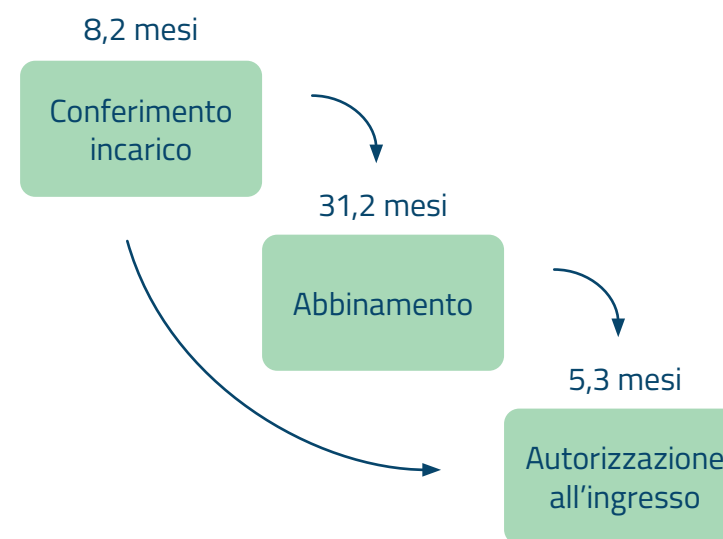 8,2 mesi
Conferimento
incarico
31,2 mesi
Abbinamento
5,3 mesi
Autorizzazione
all’ingresso